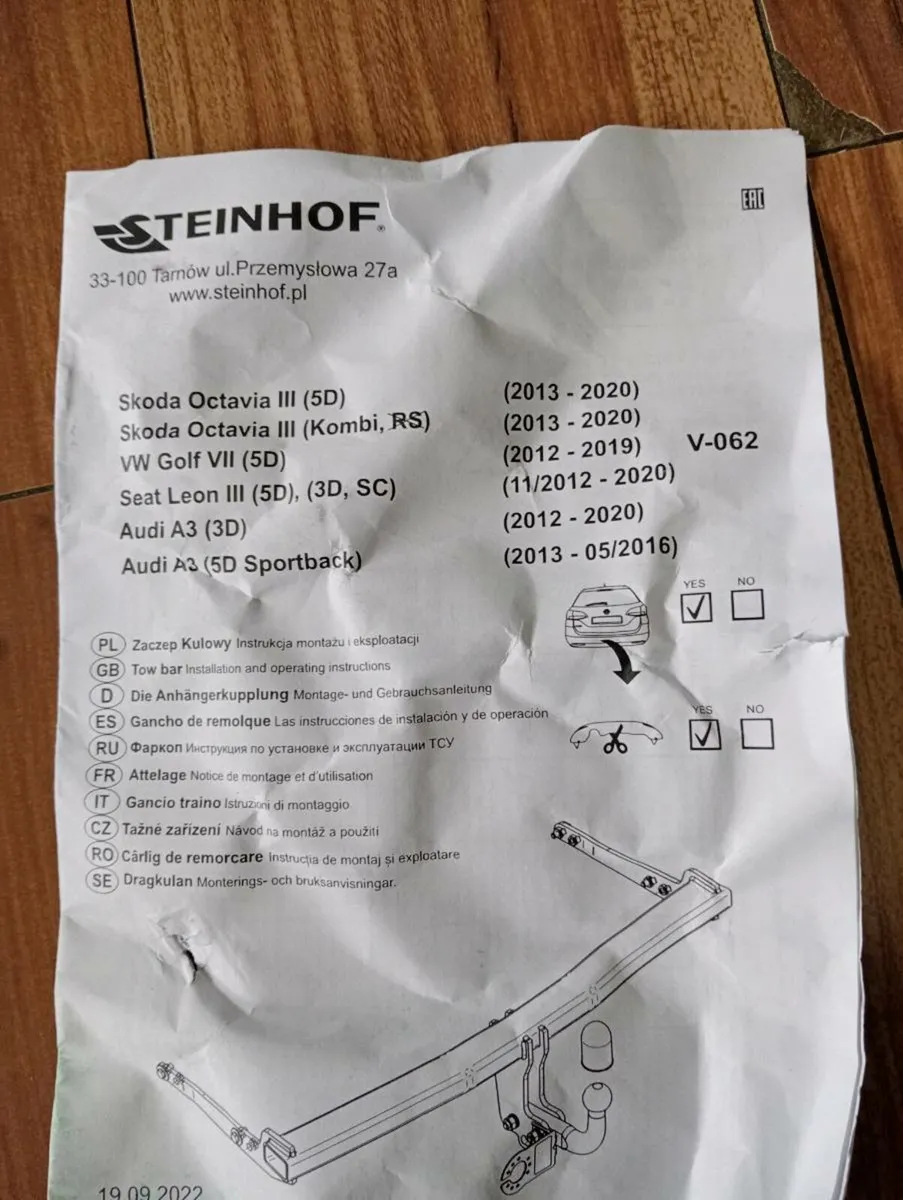 STEINHOF®
EAC
33-100 Tarnów ul.Przemysłowa 27a
www.steinhof.pl
Skoda Octavia III (5D) (2013 - 2020)
Skoda Octavia III (Kombi, RS) (2013 - 2020)
VW Golf VII (5D) (2012 - 2019) V-062
Seat Leon III (5D), (3D, SC) (11/2012 - 2020)
Audi A3 (3D) (2012 - 2020)
Audi A3 (5D Sportback) (2013 - 05/2016)
YES NO
PL Zaczep Kulowy Instrukcja montażu i eksploatacji
GB Tow bar Installation and operating instructions
D Die Anhängerkupplung Montage- und Gebrauchsanleitung
ES Gancho de remolque Las instrucciones de instalación y de operación
YES NO
RU Фаркоп Инструкция по установке и эксплуатации ТСУ
FR Attelage Notice de montage et d'utilisation
IT Gancio traino Istruzioni di montaggio
CZ Tažné zařízení Návod na montáž a použití
RO Cârlig de remorcare Instrucția de montaj și exploatare
SE Dragkulan Monterings- och bruksanvisningar.
19.09.2022